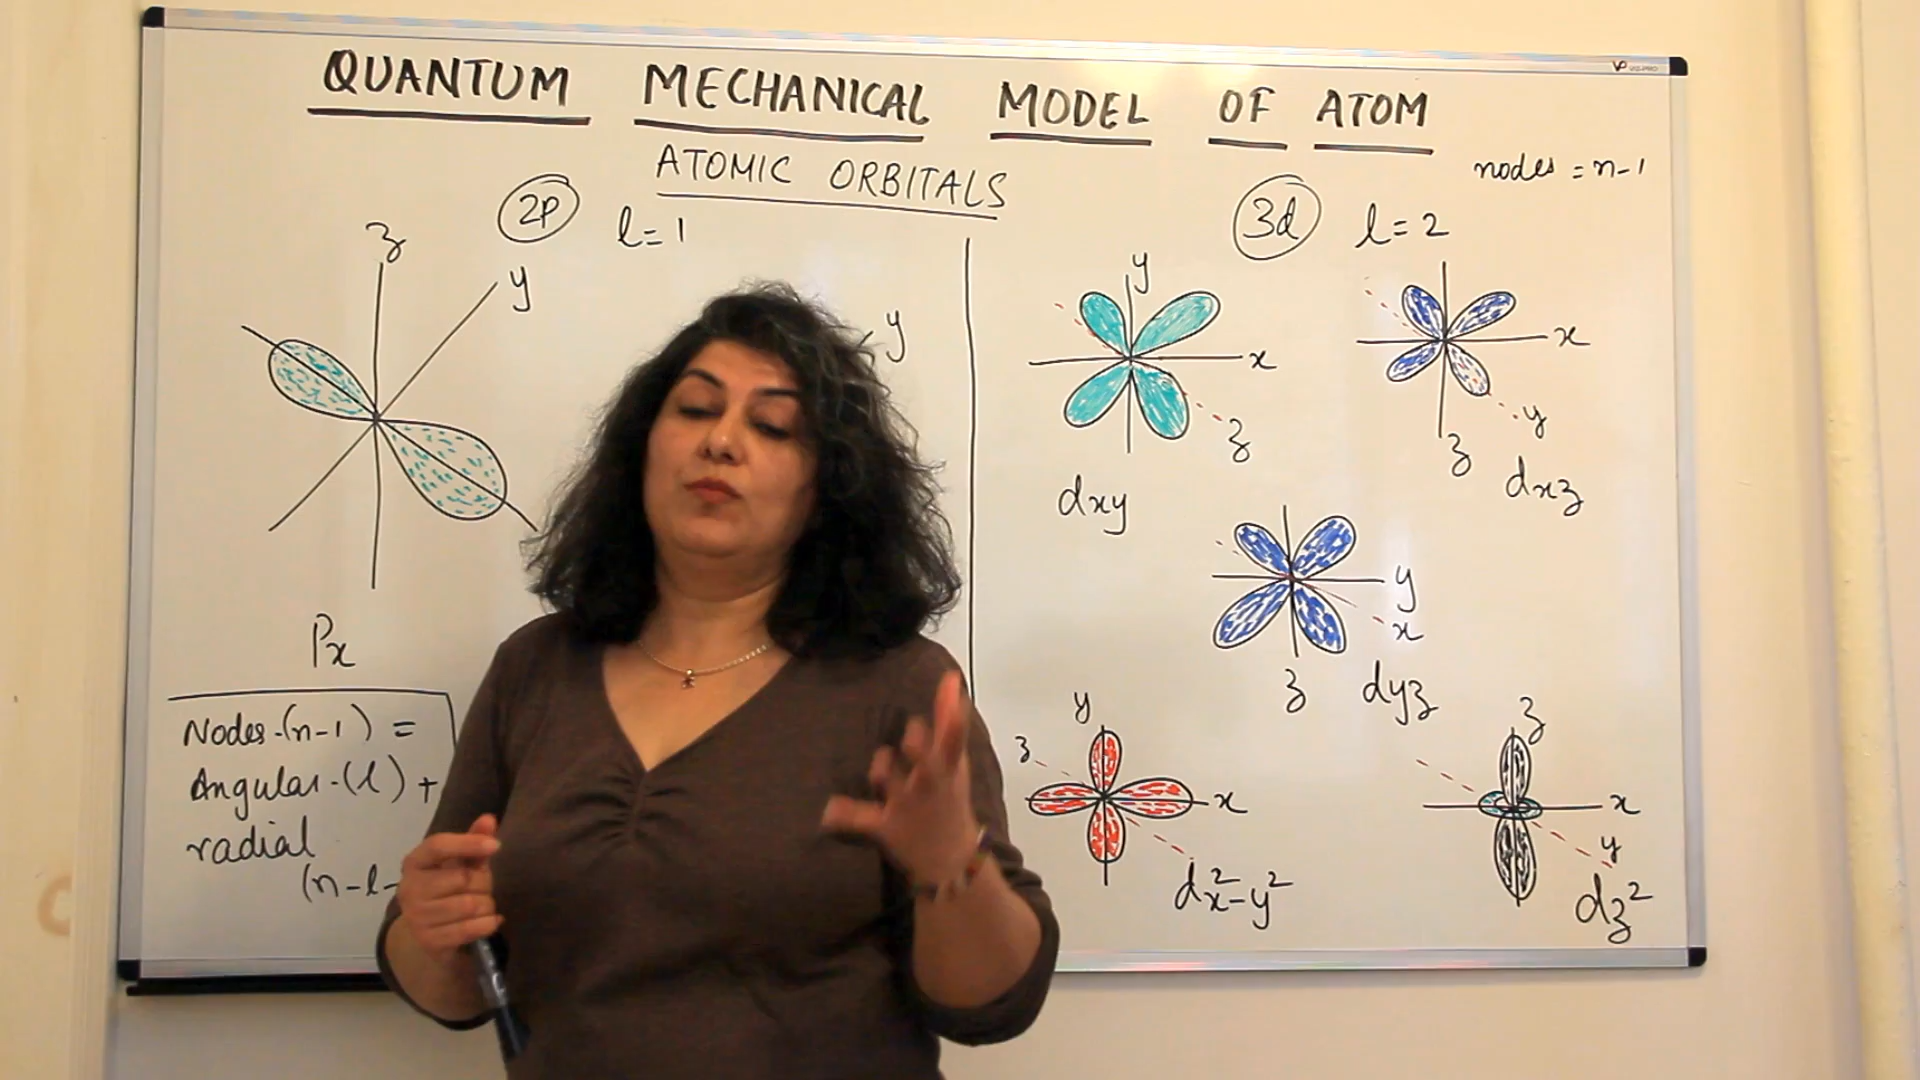 QUANTUM MECHANICAL MODEL OF ATOM
ATOMIC ORBITALS
nodes = n-1
2p l=1
z
y
Px
y
Nodes-(n-1) =
Angular-(l) +
radial
(n-l-
3d l=2
y
x
z
dxy
x
y
z
dxz
y
x
z
dyz
y
z
x
dx²-y²
z
x
y
dz²